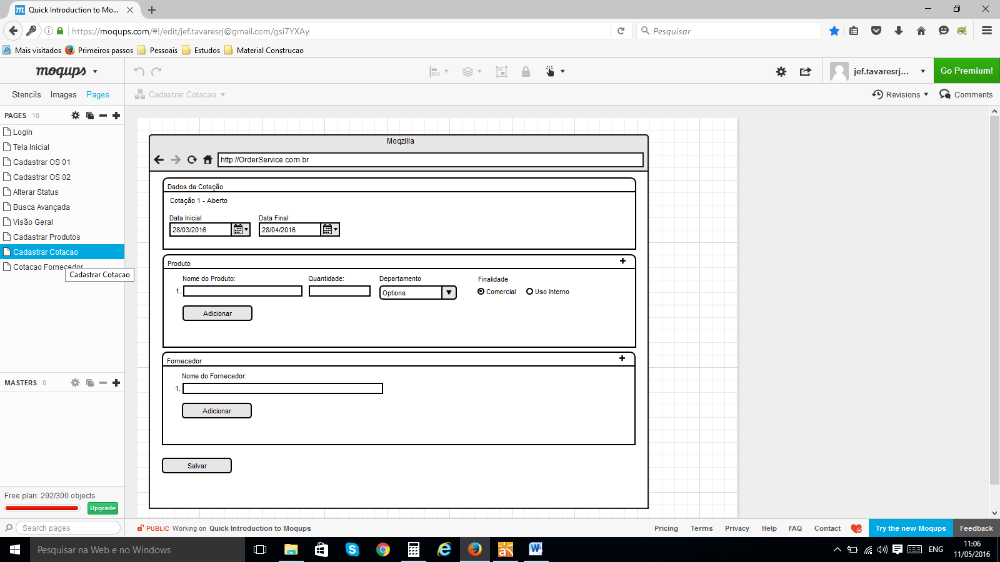 Quick Introduction to Mo...
https://moqups.com/#!/edit/jef.tavaresrj@gmail.com/gsi7YXAy
Pesquisar
Mais visitados
Primeiros passos
Pessoais
Estudos
Material Construcao
moqups
jef.tavaresrj...
Go Premium!
Stencils
Images
Pages
Cadastrar Cotacao
Revisions
Comments
PAGES 10
Login
Tela Inicial
Cadastrar OS 01
Cadastrar OS 02
Alterar Status
Busca Avançada
Visão Geral
Cadastrar Produtos
Cadastrar Cotacao
Cotacao Fornecedor
Cadastrar Cotacao
MASTERS 0
Free plan: 292/300 objects
Upgrade
Search pages
Moqzilla
http://OrderService.com.br
Dados da Cotação
Cotação 1 - Aberto
Data Inicial
Data Final
28/03/2016
28/04/2016
Produto
Nome do Produto:
Quantidade:
Departamento
Finalidade
1.
Options
Comercial
Uso Interno
Adicionar
Fornecedor
Nome do Fornecedor:
1.
Adicionar
Salvar
PUBLIC Working on Quick Introduction to Moqups
Pricing
Terms
Privacy
Help
FAQ
Contact
Try the new Moqups
Feedback
Pesquisar na Web e no Windows
ENG
11:06
11/05/2016